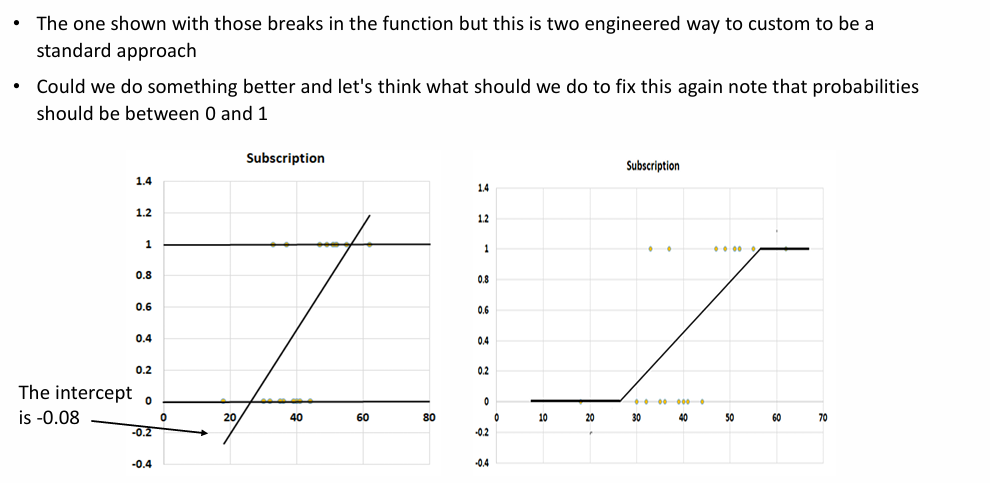 • The one shown with those breaks in the function but this is two engineered way to custom to be a
standard approach
• Could we do something better and let's think what should we do to fix this again note that probabilities
should be between 0 and 1
Subscription
1.4
1.2
1
0.8
0.6
0.4
0.2
0
-0.2
-0.4
0 20 40 60 80
The intercept
is -0.08
Subscription
1.4
1.2
1
0.8
0.6
0.4
0.2
0
-0.2
-0.4
0 10 20 30 40 50 60 70